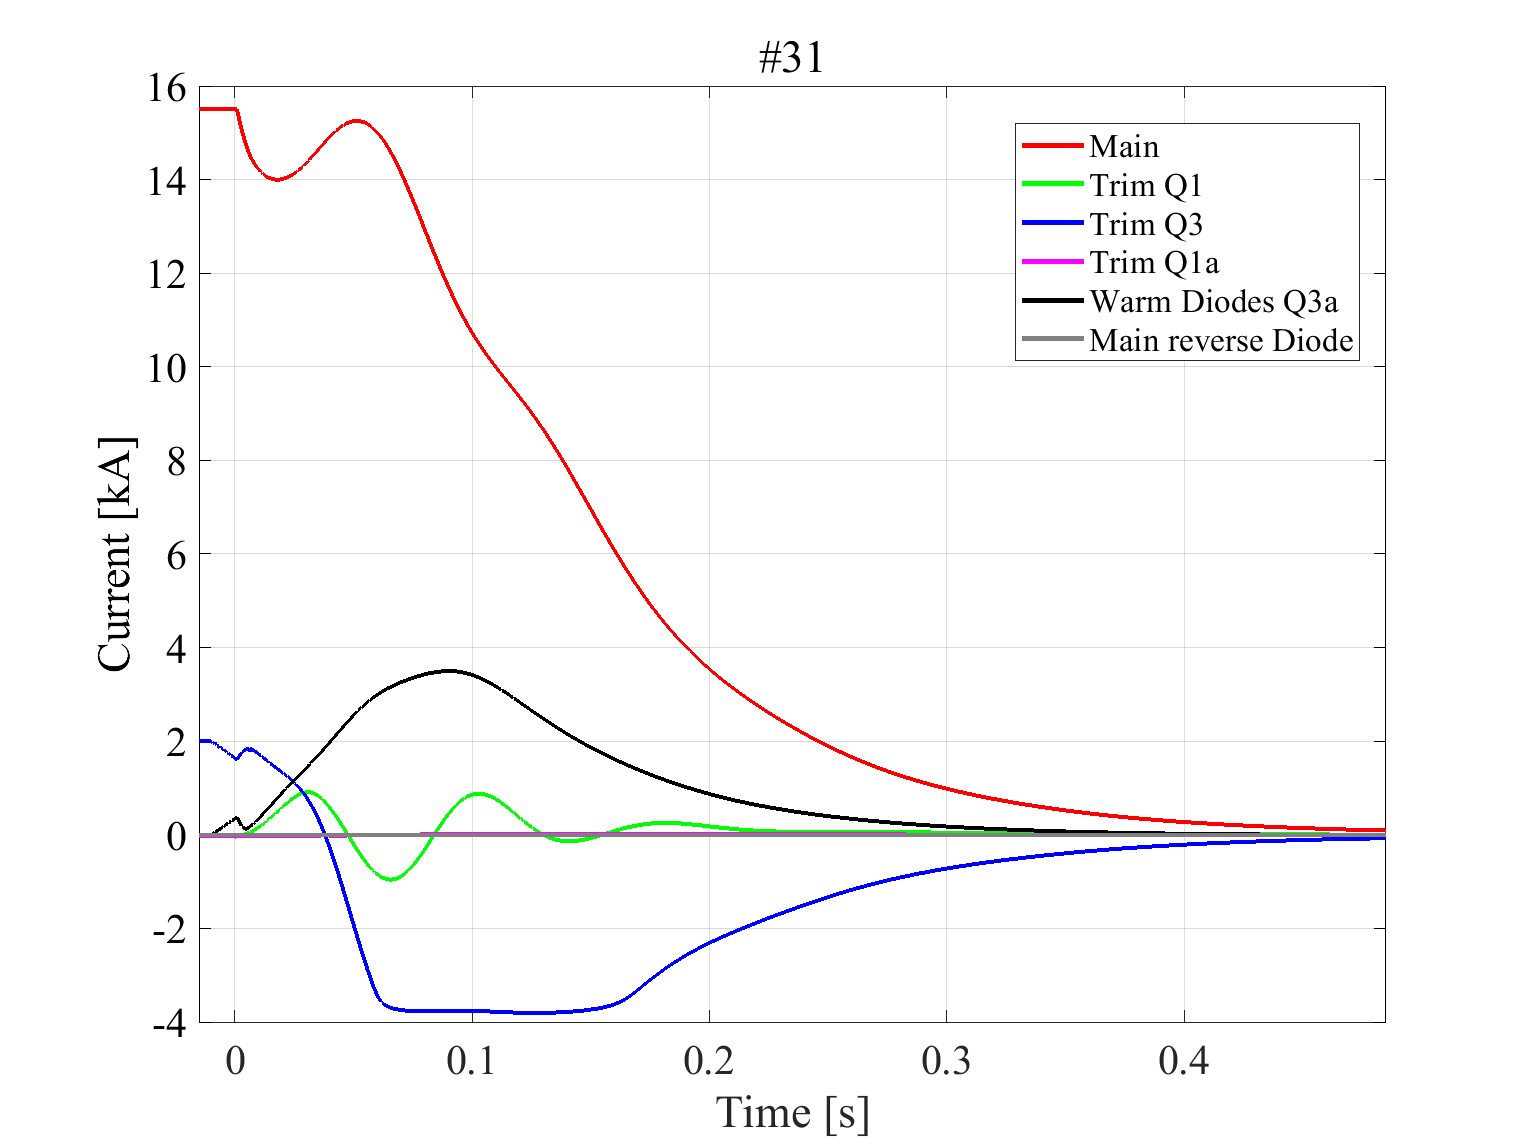 #31
16
14
12
10
8
6
4
2
0
-2
-4
Current [kA]
Main
Trim Q1
Trim Q3
Trim Q1a
Warm Diodes Q3a
Main reverse Diode
0 0.1 0.2 0.3 0.4
Time [s]